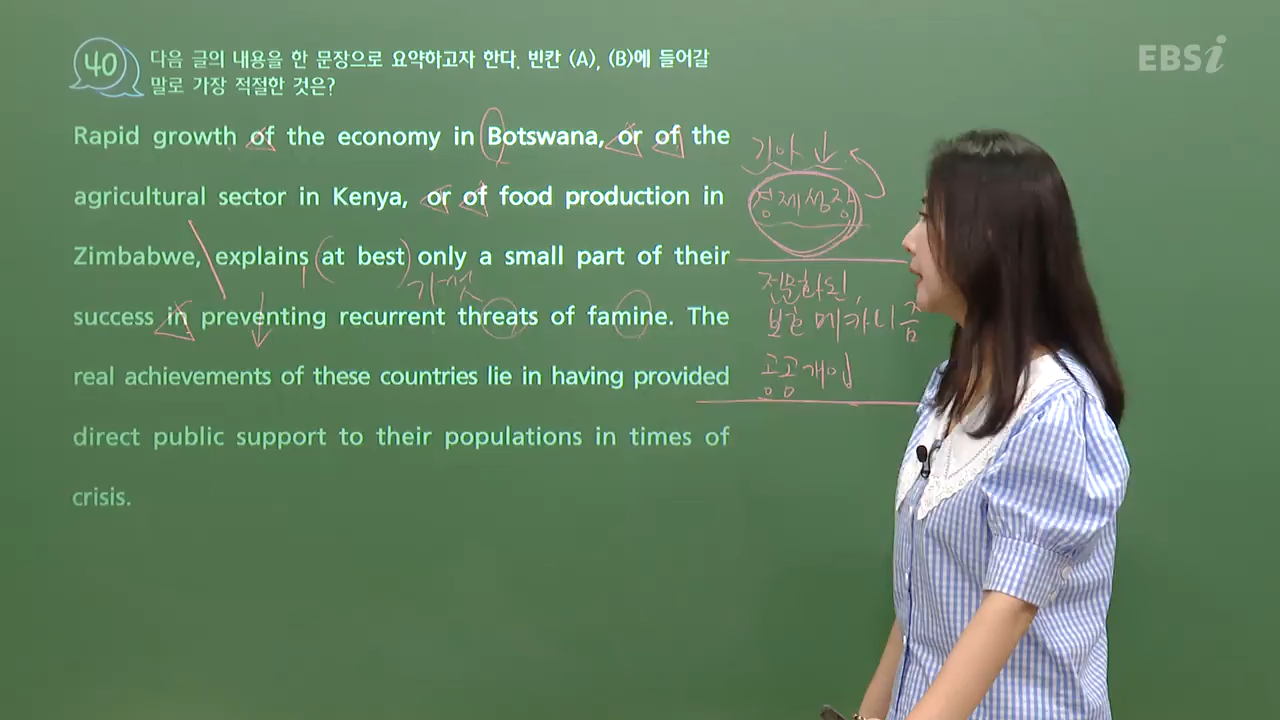 40
다음 글의 내용을 한 문장으로 요약하고자 한다. 빈칸 (A), (B)에 들어갈
말로 가장 적절한 것은?
EBSi
Rapid growth of the economy in Botswana, or of the
agricultural sector in Kenya, or of food production in
Zimbabwe, explains (at best) only a small part of their
기껏
success in preventing recurrent threats of famine. The
real achievements of these countries lie in having provided
direct public support to their populations in times of
crisis.
기아 ↓
경제성장
전문화된,
보호 메카니즘
공공개입